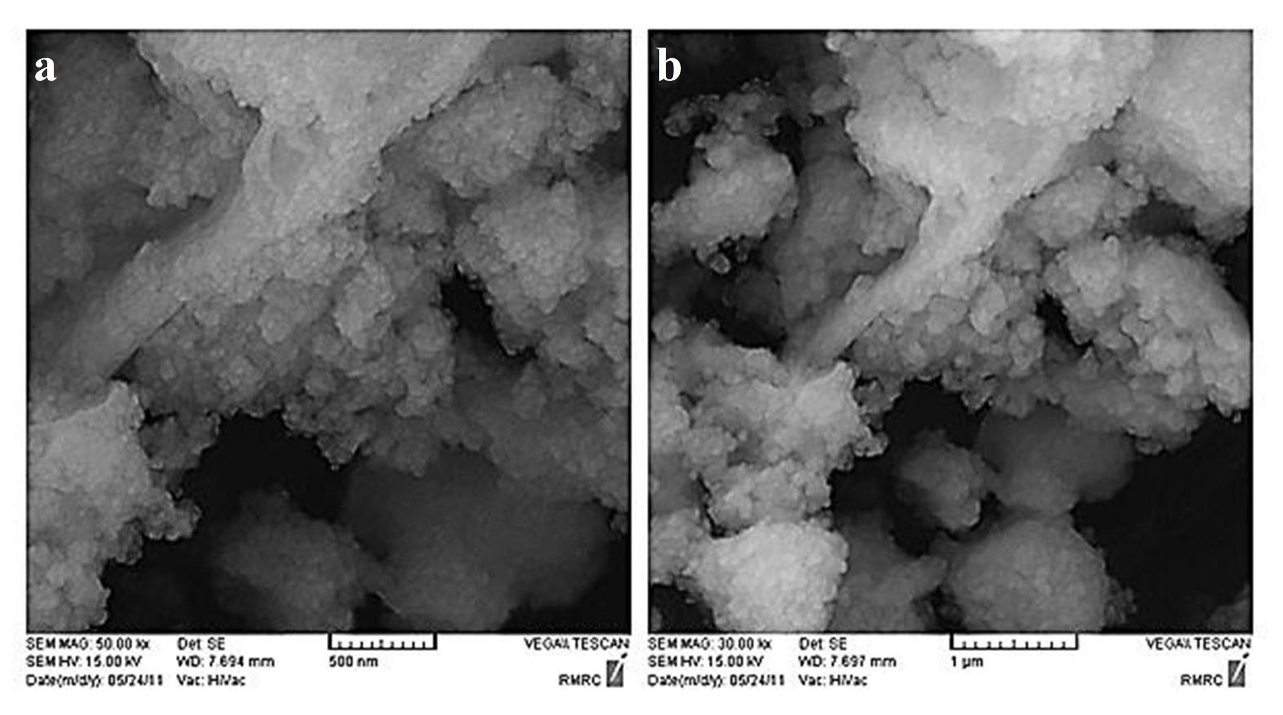 a
b
SEM MAG: 50.00 kx Det: SE VEGA\\ TESCAN
SEM HV: 15.00 kV WD: 7.694 mm 500 nm
Date(m/d/y): 05/24/11 Vac: HiVac RMRC
SEM MAG: 30.00 kx Det: SE VEGA\\ TESCAN
SEM HV: 15.00 kV WD: 7.697 mm 1 µm
Date(m/d/y): 05/24/11 Vac: HiVac RMRC